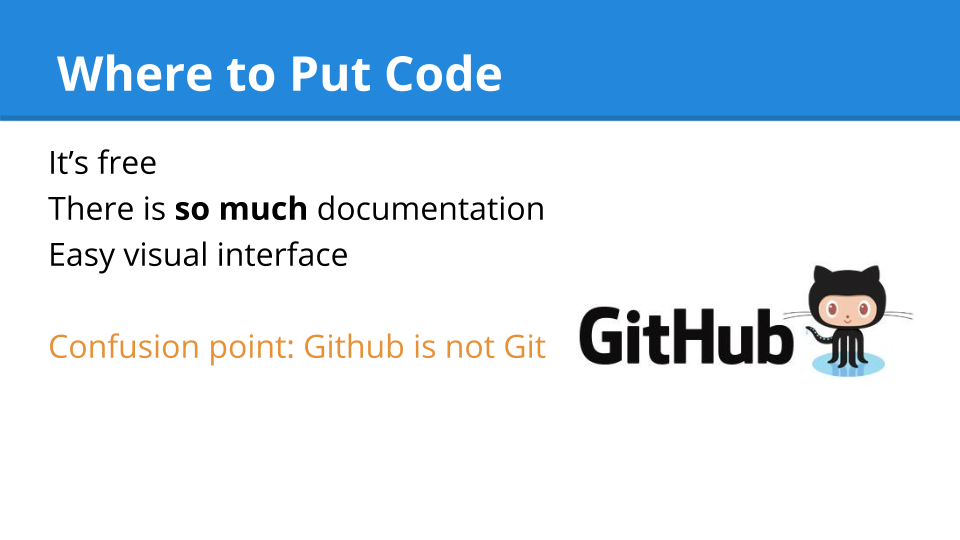 Where to Put Code
It’s free
There is so much documentation
Easy visual interface
Confusion point: Github is not Git
GitHub